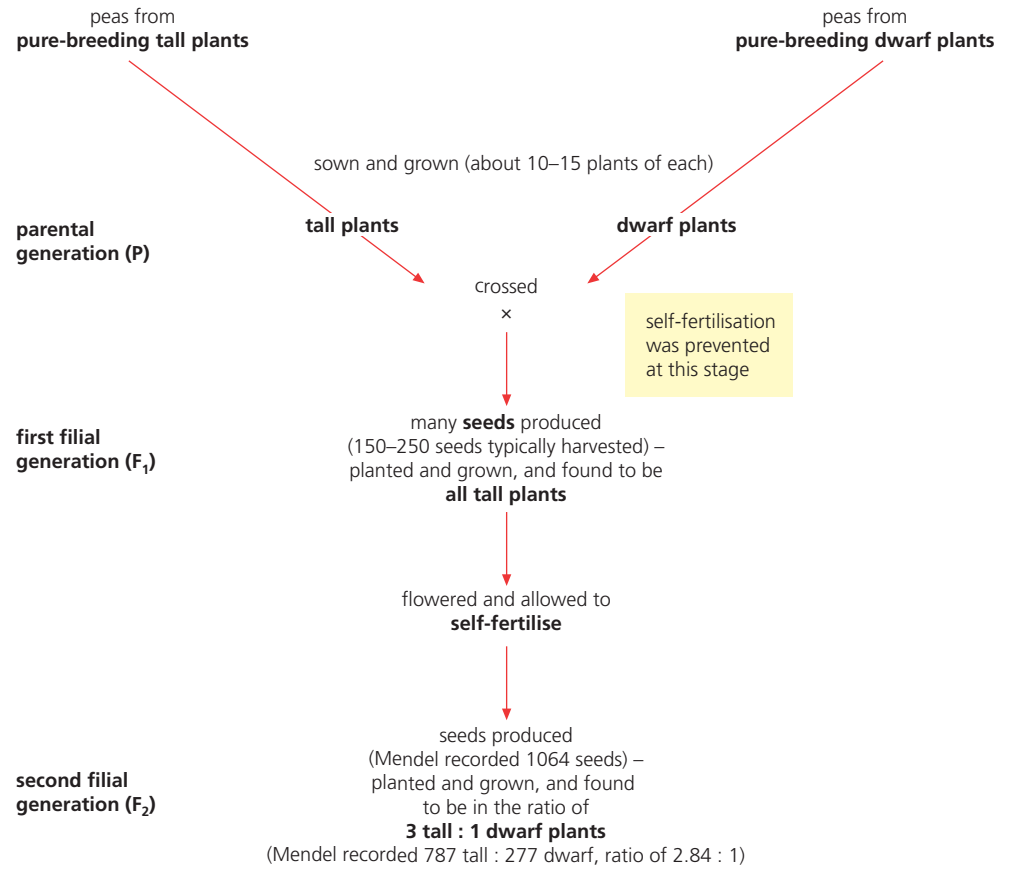 peas from
pure-breeding tall plants
peas from
pure-breeding dwarf plants
sown and grown (about 10–15 plants of each)
parental
generation (P)
tall plants
dwarf plants
crossed
×
self-fertilisation
was prevented
at this stage
first filial
generation (F₁)
many seeds produced
(150–250 seeds typically harvested) –
planted and grown, and found to be
all tall plants
flowered and allowed to
self-fertilise
second filial
generation (F₂)
seeds produced
(Mendel recorded 1064 seeds) –
planted and grown, and found
to be in the ratio of
3 tall : 1 dwarf plants
(Mendel recorded 787 tall : 277 dwarf, ratio of 2.84 : 1)